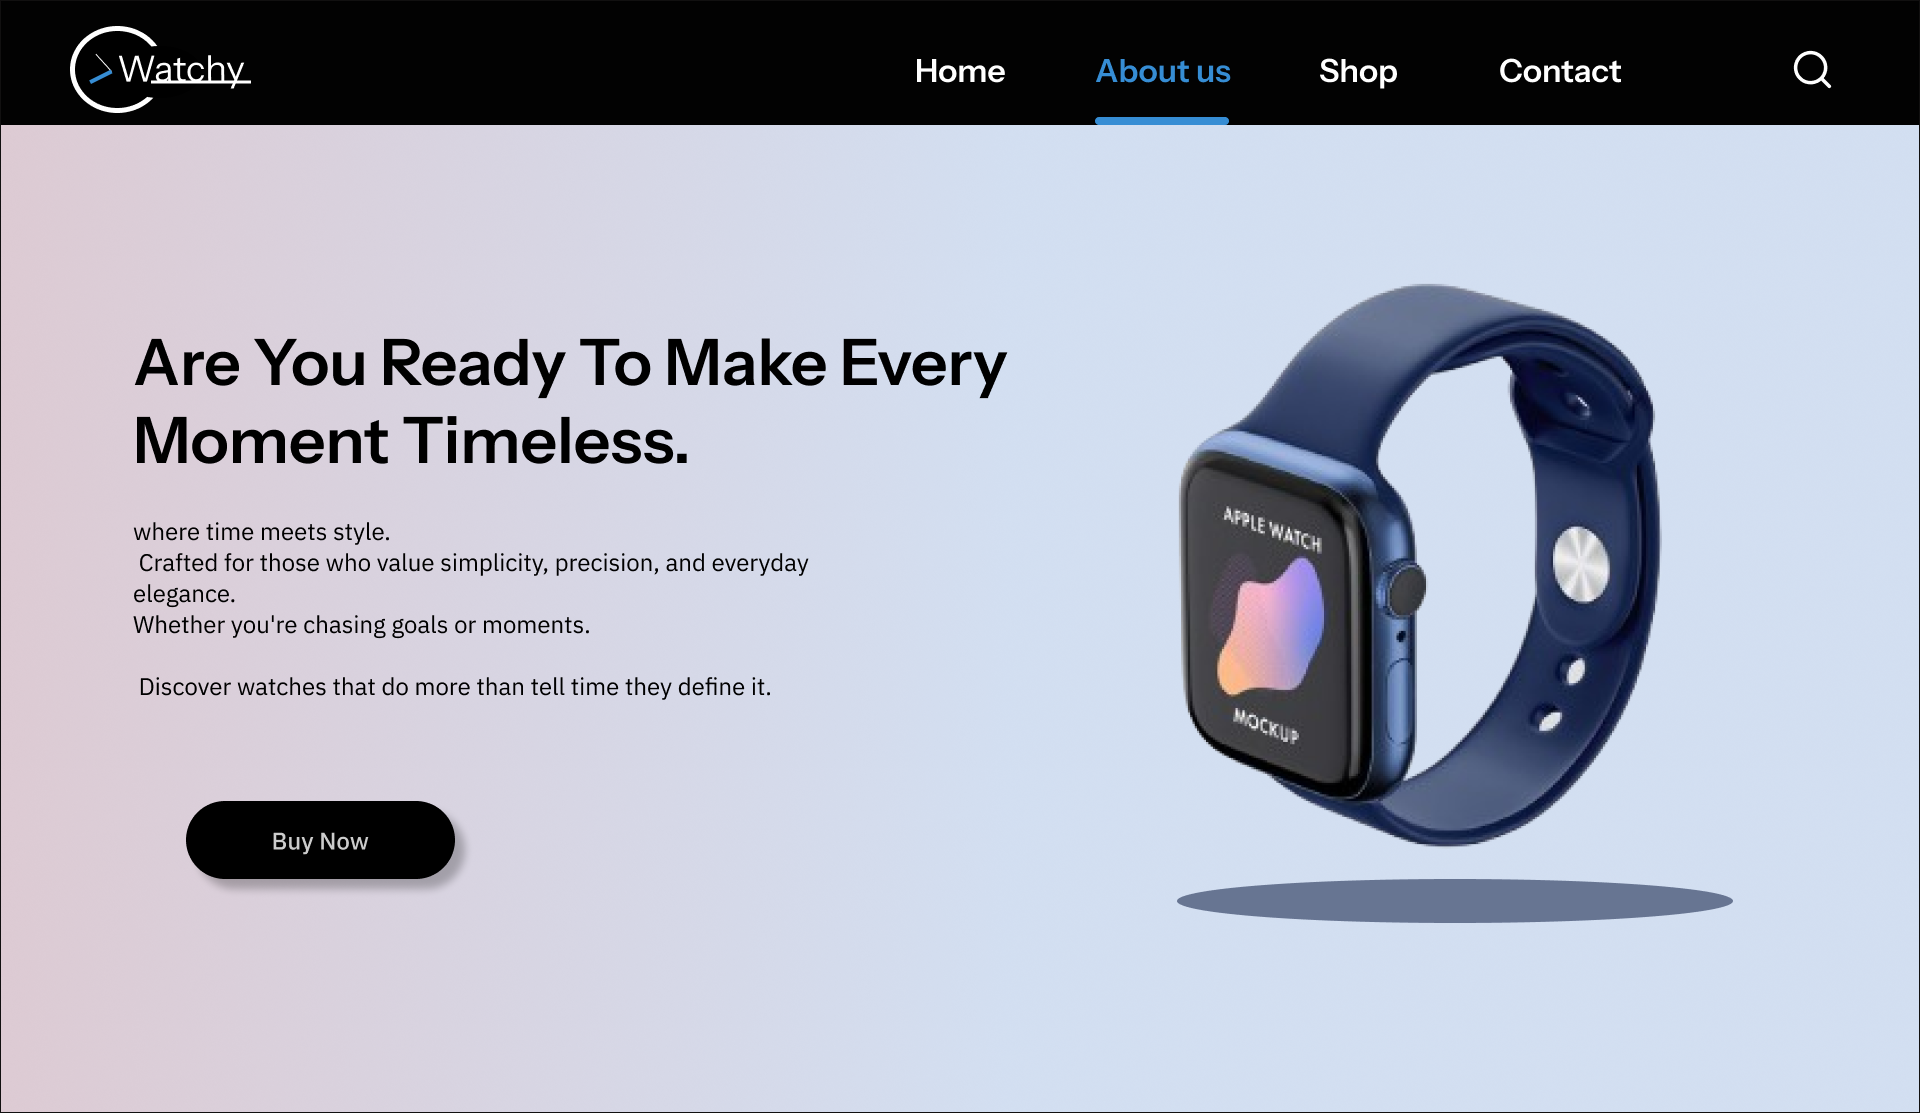 Watchy
Home About us Shop Contact
Are You Ready To Make Every
Moment Timeless.
where time meets style.
Crafted for those who value simplicity, precision, and everyday
elegance.
Whether you're chasing goals or moments.
Discover watches that do more than tell time they define it.
Buy Now
APPLE WATCH
MOCKUP